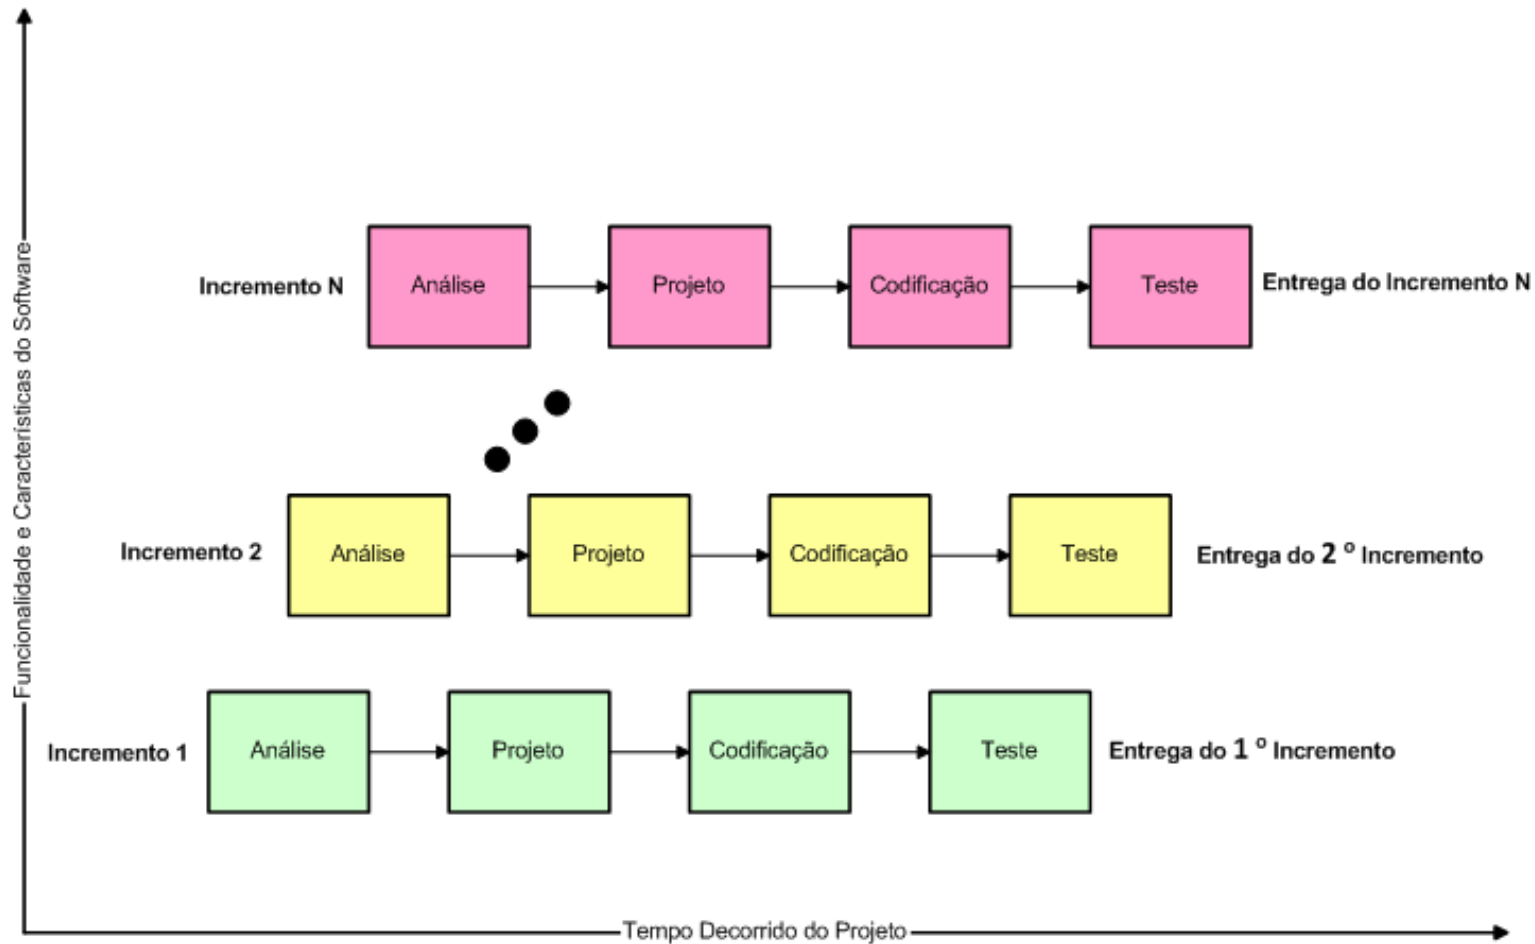 Funcionalidade e Características do Software
Incremento N
Análise
Projeto
Codificação
Teste
Entrega do Incremento N
Incremento 2
Análise
Projeto
Codificação
Teste
Entrega do 2 º Incremento
Incremento 1
Análise
Projeto
Codificação
Teste
Entrega do 1 º Incremento
Tempo Decorrido do Projeto